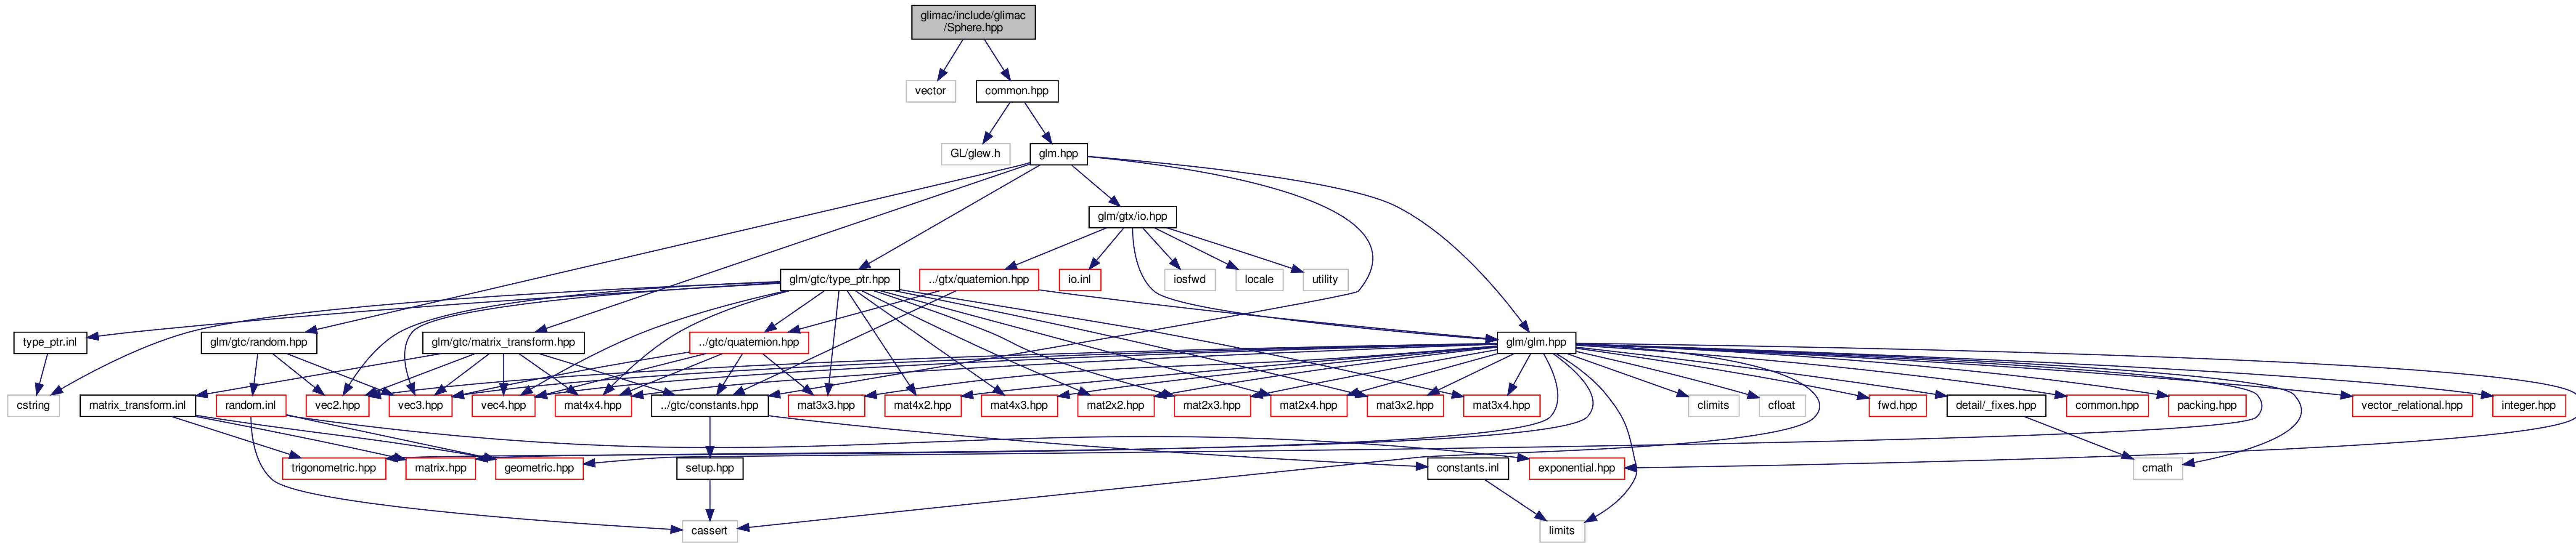 glimac/include/glimac
/Sphere.hpp
vector
common.hpp
GL/glew.h
glm.hpp
glm/gtx/io.hpp
glm/gtc/type_ptr.hpp
../gtx/quaternion.hpp
io.inl
iosfwd
locale
utility
type_ptr.inl
glm/gtc/random.hpp
glm/gtc/matrix_transform.hpp
../gtc/quaternion.hpp
glm/glm.hpp
cstring
matrix_transform.inl
random.inl
vec2.hpp
vec3.hpp
vec4.hpp
mat4x4.hpp
../gtc/constants.hpp
mat3x3.hpp
mat4x2.hpp
mat4x3.hpp
mat2x2.hpp
mat2x3.hpp
mat2x4.hpp
mat3x2.hpp
mat3x4.hpp
climits
cfloat
fwd.hpp
detail/_fixes.hpp
common.hpp
packing.hpp
vector_relational.hpp
integer.hpp
trigonometric.hpp
matrix.hpp
geometric.hpp
setup.hpp
constants.inl
exponential.hpp
cmath
cassert
limits